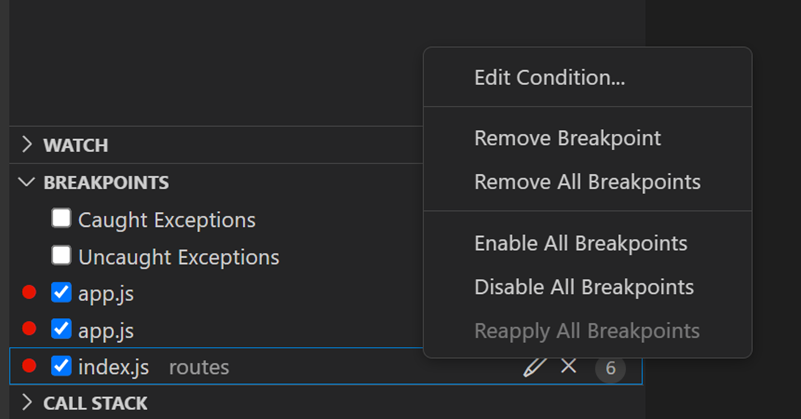 Edit Condition...
WATCH
Remove Breakpoint
BREAKPOINTS
Remove All Breakpoints
Caught Exceptions
Enable All Breakpoints
Uncaught Exceptions
Disable All Breakpoints
app.js
Reapply All Breakpoints
app.js
index.js routes 6
CALL STACK